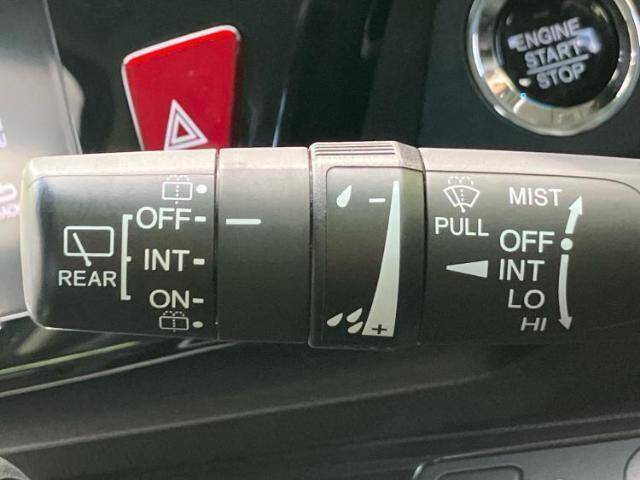 ENGINE
START
STOP
OFF
INT
ON
REAR
−
+
PULL
MIST
OFF
INT
LO
HI